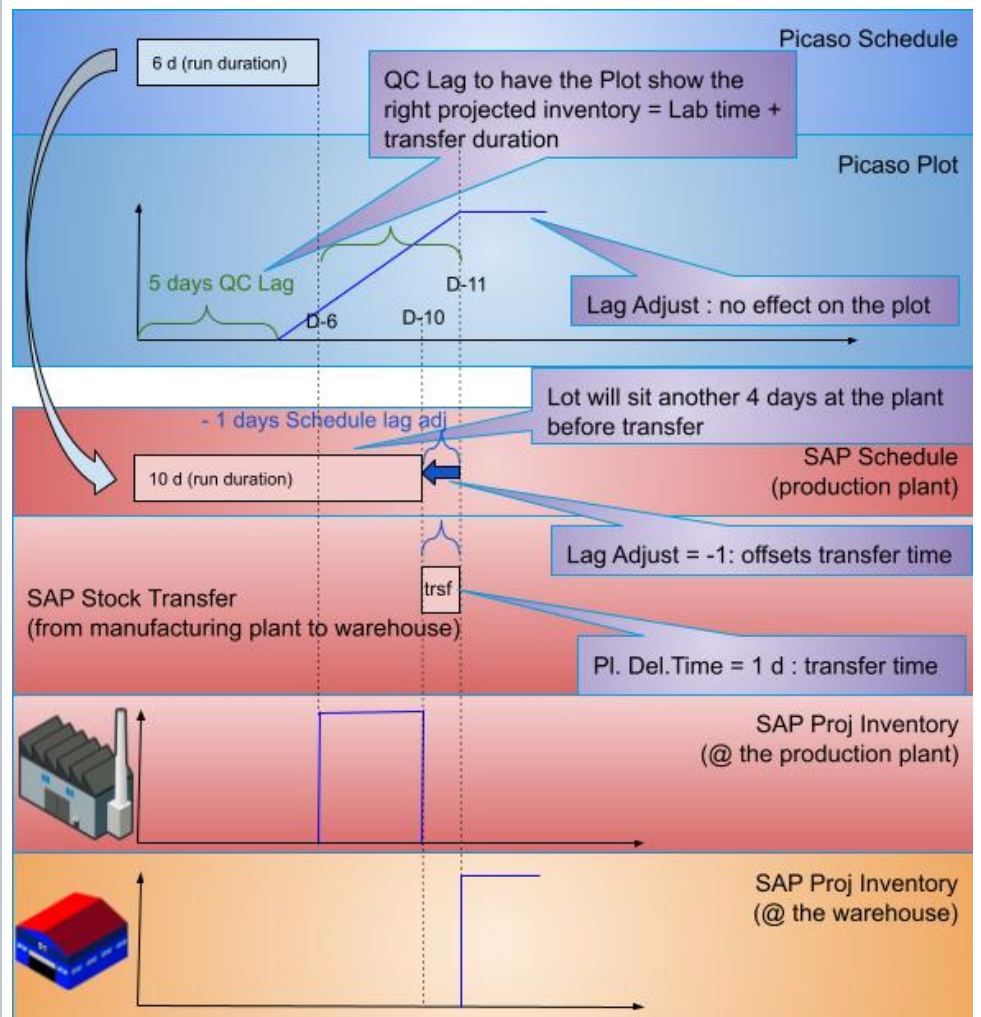 Picaso Schedule
6 d (run duration)
QC Lag to have the Plot show the
right projected inventory = Lab time +
transfer duration
Picaso Plot
5 days QC Lag
D-6
D-10
D-11
Lag Adjust : no effect on the plot
Lot will sit another 4 days at the plant
before transfer
- 1 days Schedule lag adj
SAP Schedule
(production plant)
10 d (run duration)
Lag Adjust = -1: offsets transfer time
trsf
SAP Stock Transfer
(from manufacturing plant to warehouse)
Pl. Del.Time = 1 d : transfer time
SAP Proj Inventory
(@ the production plant)
SAP Proj Inventory
(@ the warehouse)